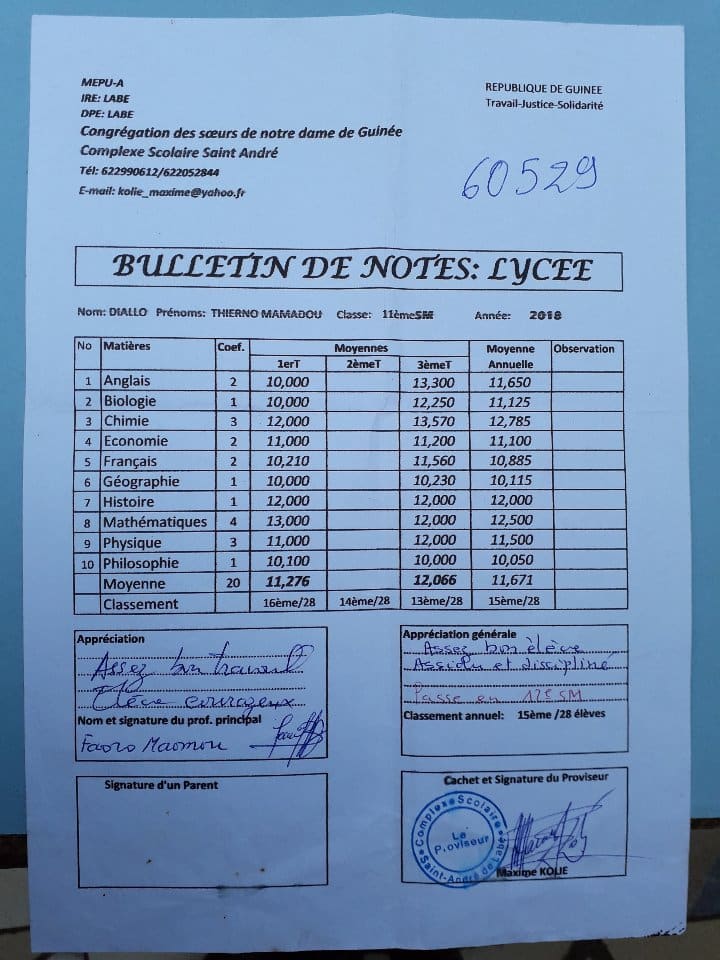 MEPU-A
IRE: LABE
DPE: LABE
Congrégation des sœurs de notre dame de Guinée
Complexe Scolaire Saint André
Tél: 622990612/622052844
E-mail: kolie_maxime@yahoo.fr
REPUBLIQUE DE GUINEE
Travail-Justice-Solidarité
60529
BULLETIN DE NOTES: LYCEE
Nom: DIALLO Prénoms: THIERNO MAMADOU Classe: 11èmeSM Année: 2018
No Matières Coef. Moyennes Moyenne Annuelle Observation
1erT 2èmeT 3èmeT
1 Anglais 2 10,000 13,300 11,650
2 Biologie 1 10,000 12,250 11,125
3 Chimie 3 12,000 13,570 12,785
4 Economie 2 11,000 11,200 11,100
5 Français 2 10,210 11,560 10,885
6 Géographie 1 10,000 10,230 10,115
7 Histoire 1 12,000 12,000 12,000
8 Mathématiques 4 13,000 12,000 12,500
9 Physique 3 11,000 12,000 11,500
10 Philosophie 1 10,100 10,000 10,050
Moyenne 20 11,276 12,066 11,671
Classement 16ème/28 14ème/28 13ème/28 15ème/28
Appréciation
Assez bon travail
Elève courageux
Nom et signature du prof. principal
Faoro Maomou
Appréciation générale
Assez bon élève
Assidu et discipliné
Passe en 12è SM
Classement annuel: 15ème /28 élèves
Signature d'un Parent
Cachet et Signature du Proviseur
Complexe Scolaire
Saint-André de Labé
Le Proviseur
Maxime KOLIE